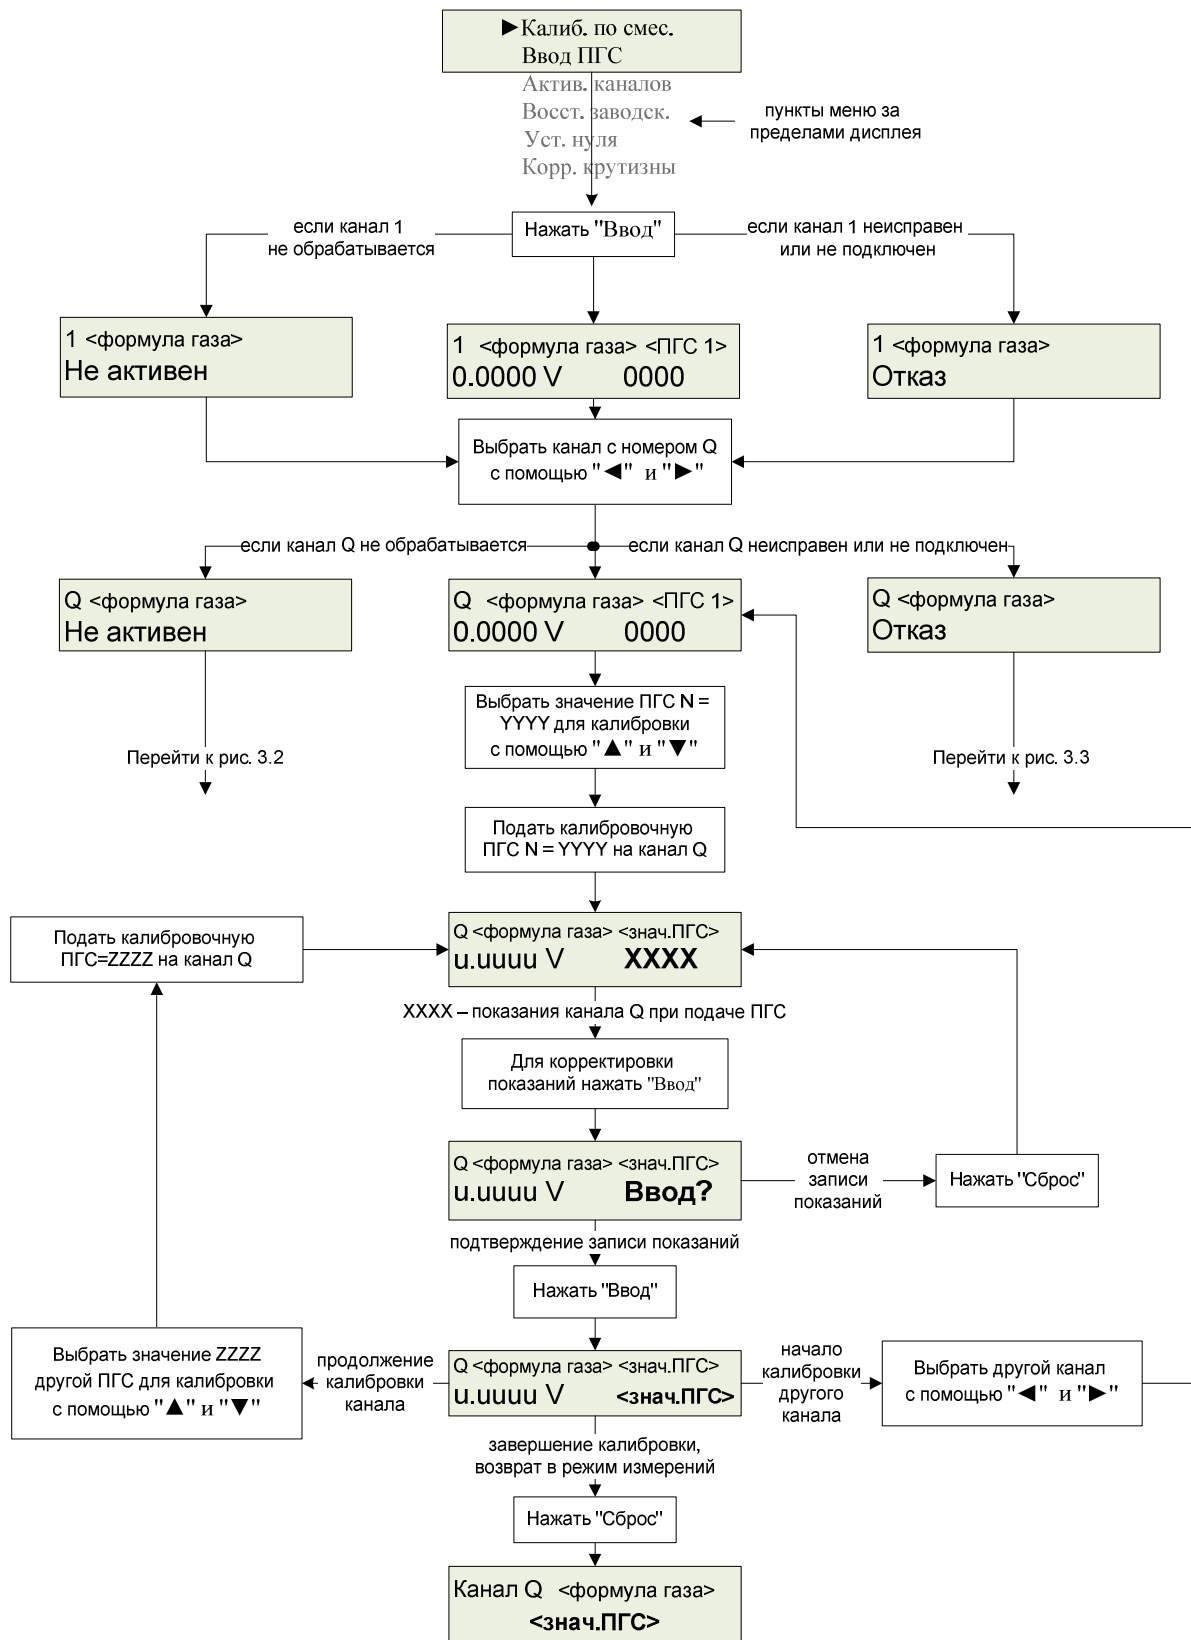 ►Калиб. по смес.
Ввод ПГС
Актив. каналов
Восст. заводск.
Уст. нуля
Корр. крутизны
пункты меню за
пределами дисплея
если канал 1
не обрабатывается
Нажать "Ввод"
если канал 1 неисправен
или не подключен
1 <формула газа>
Не активен
1 <формула газа> <ПГС 1>
0.0000 V 0000
1 <формула газа>
Отказ
Выбрать канал с номером Q
с помощью "◄" и "►"
если канал Q не обрабатывается
если канал Q неисправен или не подключен
Q <формула газа>
Не активен
Q <формула газа> <ПГС 1>
0.0000 V 0000
Q <формула газа>
Отказ
Выбрать значение ПГС N =
YYYY для калибровки
с помощью "▲" и "▼"
Перейти к рис. 3.2
Перейти к рис. 3.3
Подать калибровочную
ПГС N = YYYY на канал Q
Подать калибровочную
ПГС=ZZZZ на канал Q
Q <формула газа> <знач.ПГС>
u.uuuu V XXXX
XXXX – показания канала Q при подаче ПГС
Для корректировки
показаний нажать "Ввод"
Q <формула газа> <знач.ПГС>
u.uuuu V Ввод?
отмена
записи
показаний
Нажать "Сброс"
подтверждение записи показаний
Нажать "Ввод"
Выбрать значение ZZZZ
другой ПГС для калибровки
с помощью "▲" и "▼"
продолжение
калибровки
канала
Q <формула газа> <знач.ПГС>
u.uuuu V <знач.ПГС>
начало
калибровки
другого
канала
Выбрать другой канал
с помощью "◄" и "►"
завершение калибровки,
возврат в режим измерений
Нажать "Сброс"
Канал Q <формула газа>
<знач.ПГС>